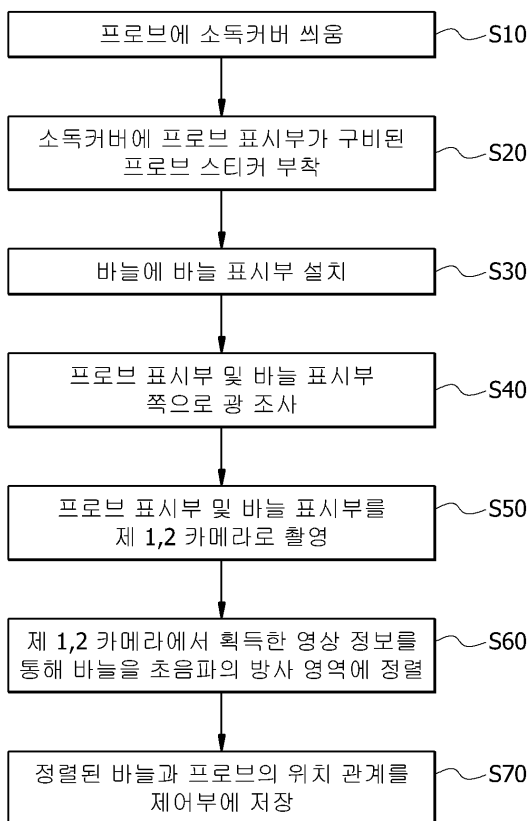 프로브에 소독커버 씌움
S10
소독커버에 프로브 표시부가 구비된
프로브 스티커 부착
S20
바늘에 바늘 표시부 설치
S30
프로브 표시부 및 바늘 표시부
쪽으로 광 조사
S40
프로브 표시부 및 바늘 표시부를
제 1,2 카메라로 촬영
S50
제 1,2 카메라에서 획득한 영상 정보를
통해 바늘을 초음파의 방사 영역에 정렬
S60
정렬된 바늘과 프로브의 위치 관계를
제어부에 저장
S70